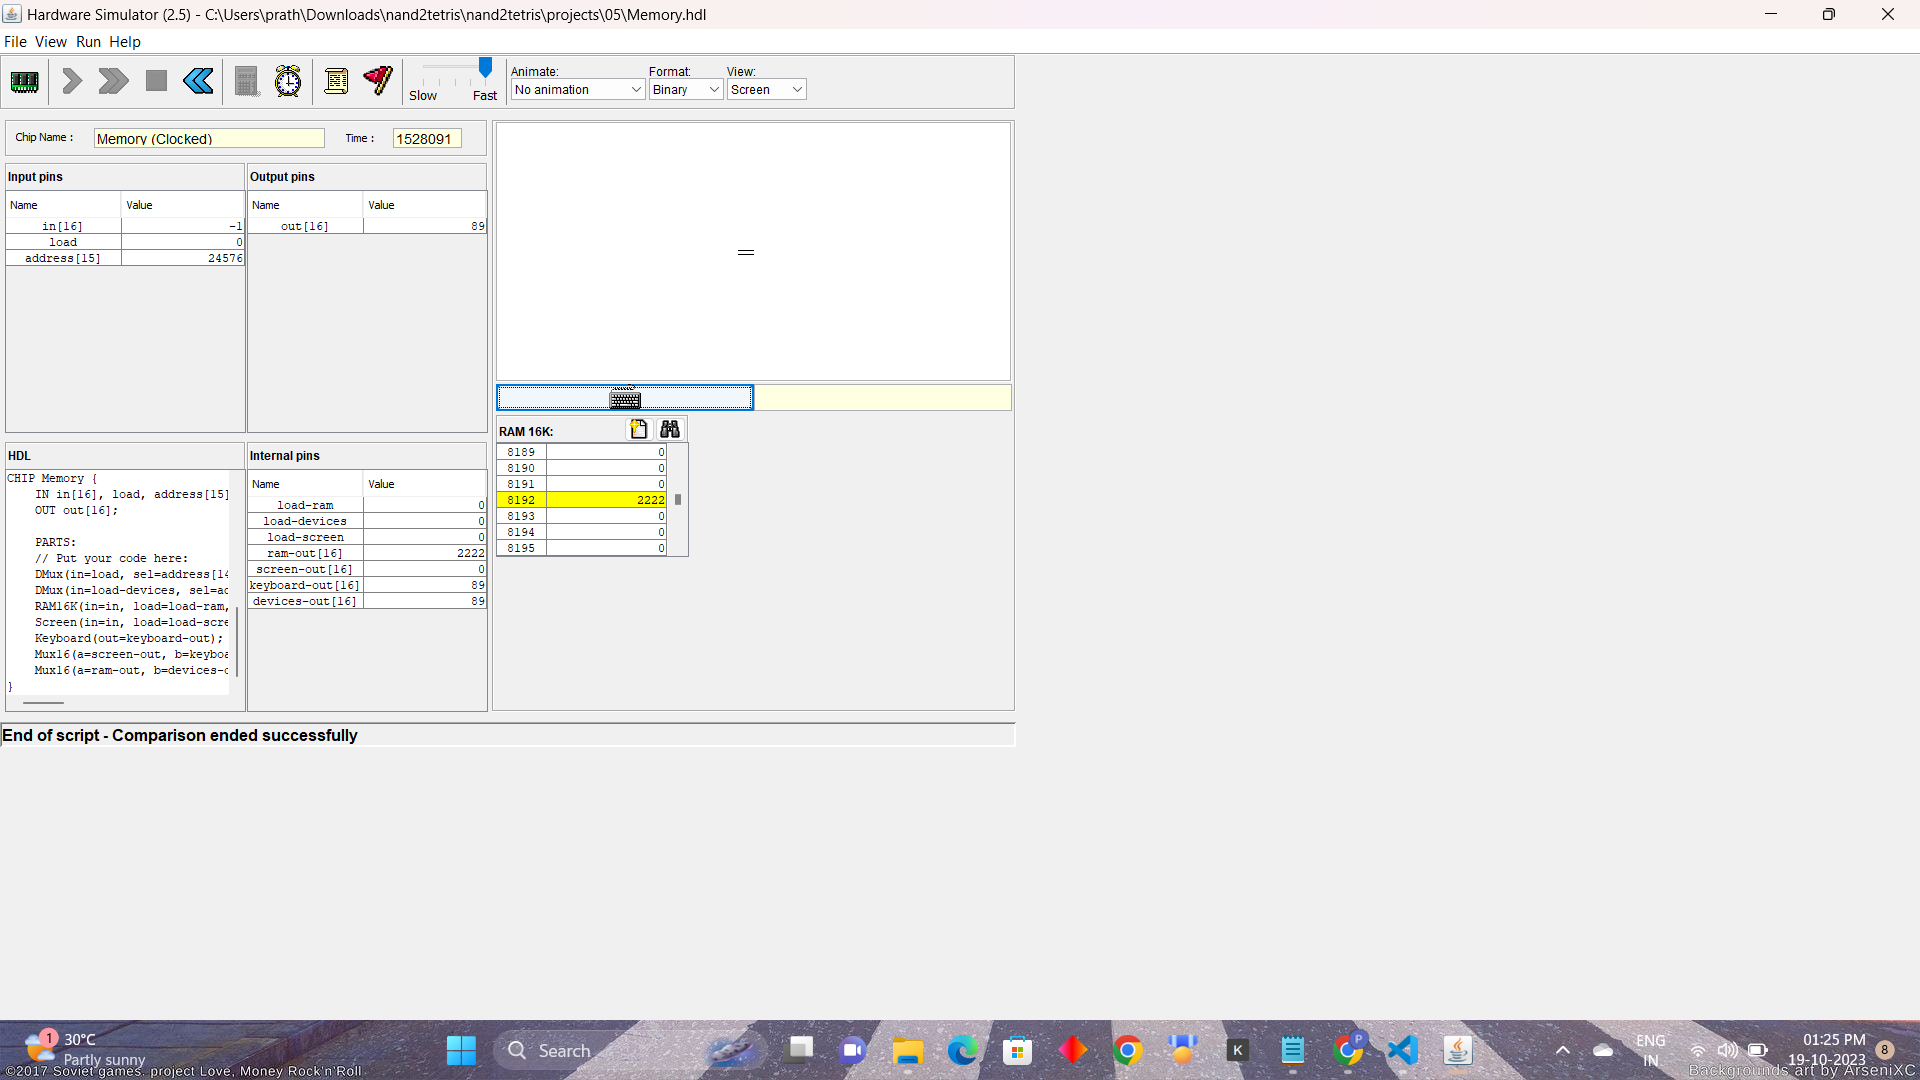 Hardware Simulator (2.5) - C:\Users\prath\Downloads\nand2tetris\nand2tetris\projects\05\Memory.hdl
File View Run Help
Slow Fast
Animate: Format: View:
No animation Binary Screen
Chip Name : Memory (Clocked) Time : 1528091
Input pins
Name Value
in[16] -1
load 0
address[15] 24576
Output pins
Name Value
out[16] 89
HDL
CHIP Memory {
IN in[16], load, address[15]
OUT out[16];
PARTS:
// Put your code here:
DMux(in=load, sel=address[14
DMux(in=load-devices, sel=ad
RAM16K(in=in, load=load-ram,
Screen(in=in, load=load-scre
Keyboard(out=keyboard-out);
Mux16(a=screen-out, b=keyboa
Mux16(a=ram-out, b=devices-o
}
Internal pins
Name Value
load-ram 0
load-devices 0
load-screen 0
ram-out[16] 2222
screen-out[16] 0
keyboard-out[16] 89
devices-out[16] 89
RAM 16K:
8189 0
8190 0
8191 0
8192 2222
8193 0
8194 0
8195 0
End of script - Comparison ended successfully
1
30°C
Partly sunny
©2017 Soviet games. project Love, Money Rock'n'Roll
Search
K
P
ENG
IN
01:25 PM
19-10-2023
8
Backgrounds art by ArseniXC